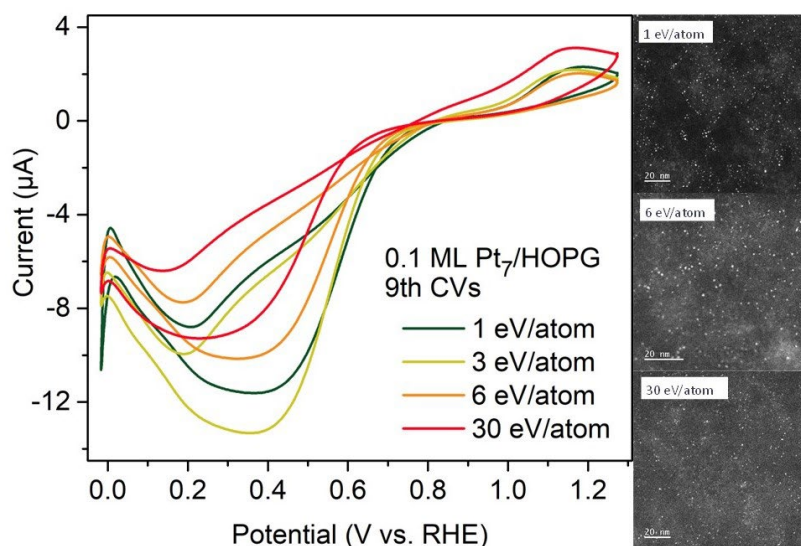 4
0
-4
-8
-12
Current (µA)
0.1 ML Pt7/HOPG
9th CVs
1 eV/atom
3 eV/atom
6 eV/atom
30 eV/atom
0.0 0.2 0.4 0.6 0.8 1.0 1.2
Potential (V vs. RHE)
1 eV/atom
20 nm
6 eV/atom
20 nm
30 eV/atom
20 nm